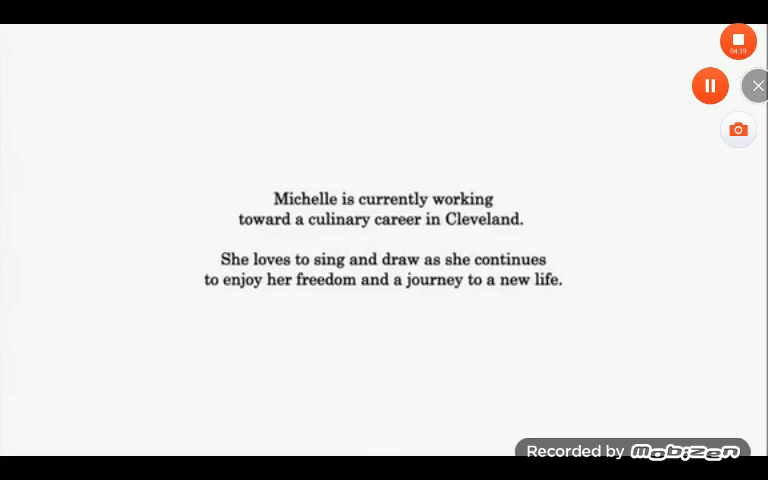 04:19
Michelle is currently working
toward a culinary career in Cleveland.
She loves to sing and draw as she continues
to enjoy her freedom and a journey to a new life.
Recorded by mobizen